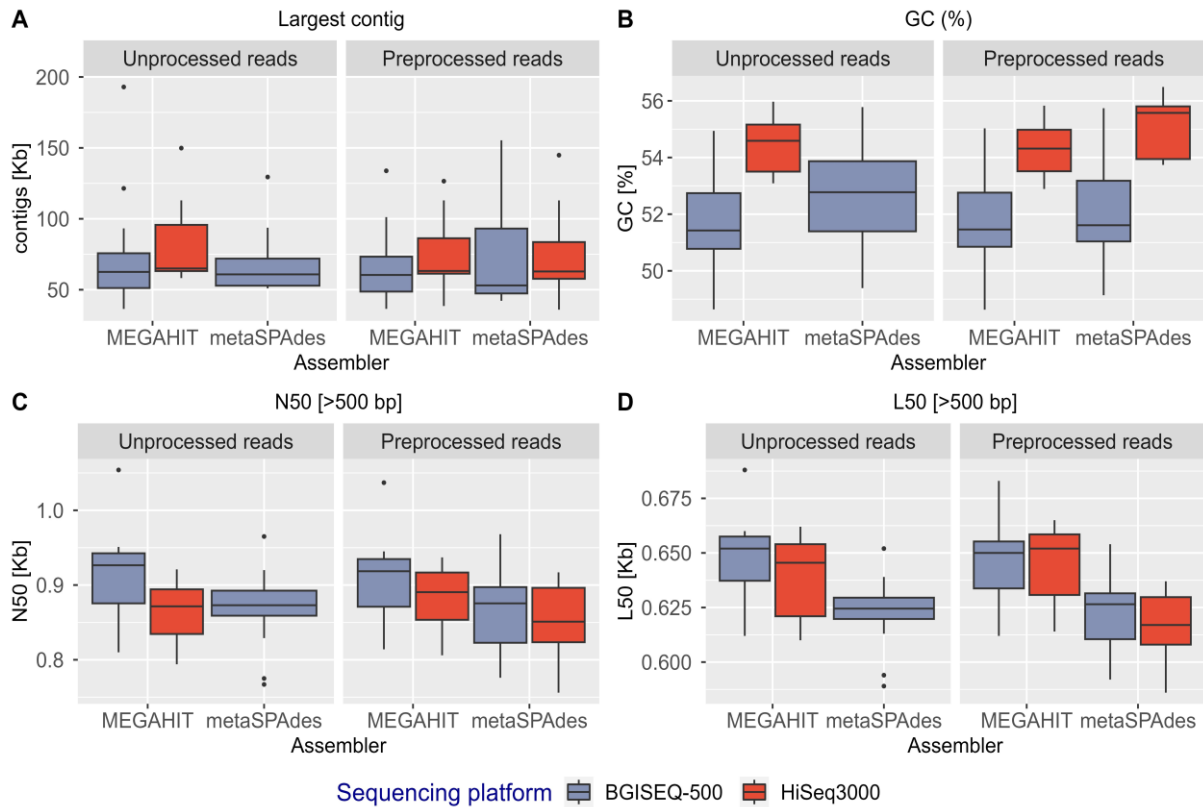 A Largest contig
Unprocessed reads Preprocessed reads
200
150
100
50
contigs [Kb]
MEGAHIT metaSPAdes MEGAHIT metaSPAdes
Assembler
B GC (%)
Unprocessed reads Preprocessed reads
56
54
52
50
GC [%]
MEGAHIT metaSPAdes MEGAHIT metaSPAdes
Assembler
C N50 [>500 bp]
Unprocessed reads Preprocessed reads
1.0
0.9
0.8
N50 [Kb]
MEGAHIT metaSPAdes MEGAHIT metaSPAdes
Assembler
D L50 [>500 bp]
Unprocessed reads Preprocessed reads
0.675
0.650
0.625
0.600
L50 [Kb]
MEGAHIT metaSPAdes MEGAHIT metaSPAdes
Assembler
Sequencing platform BGISEQ-500 HiSeq3000